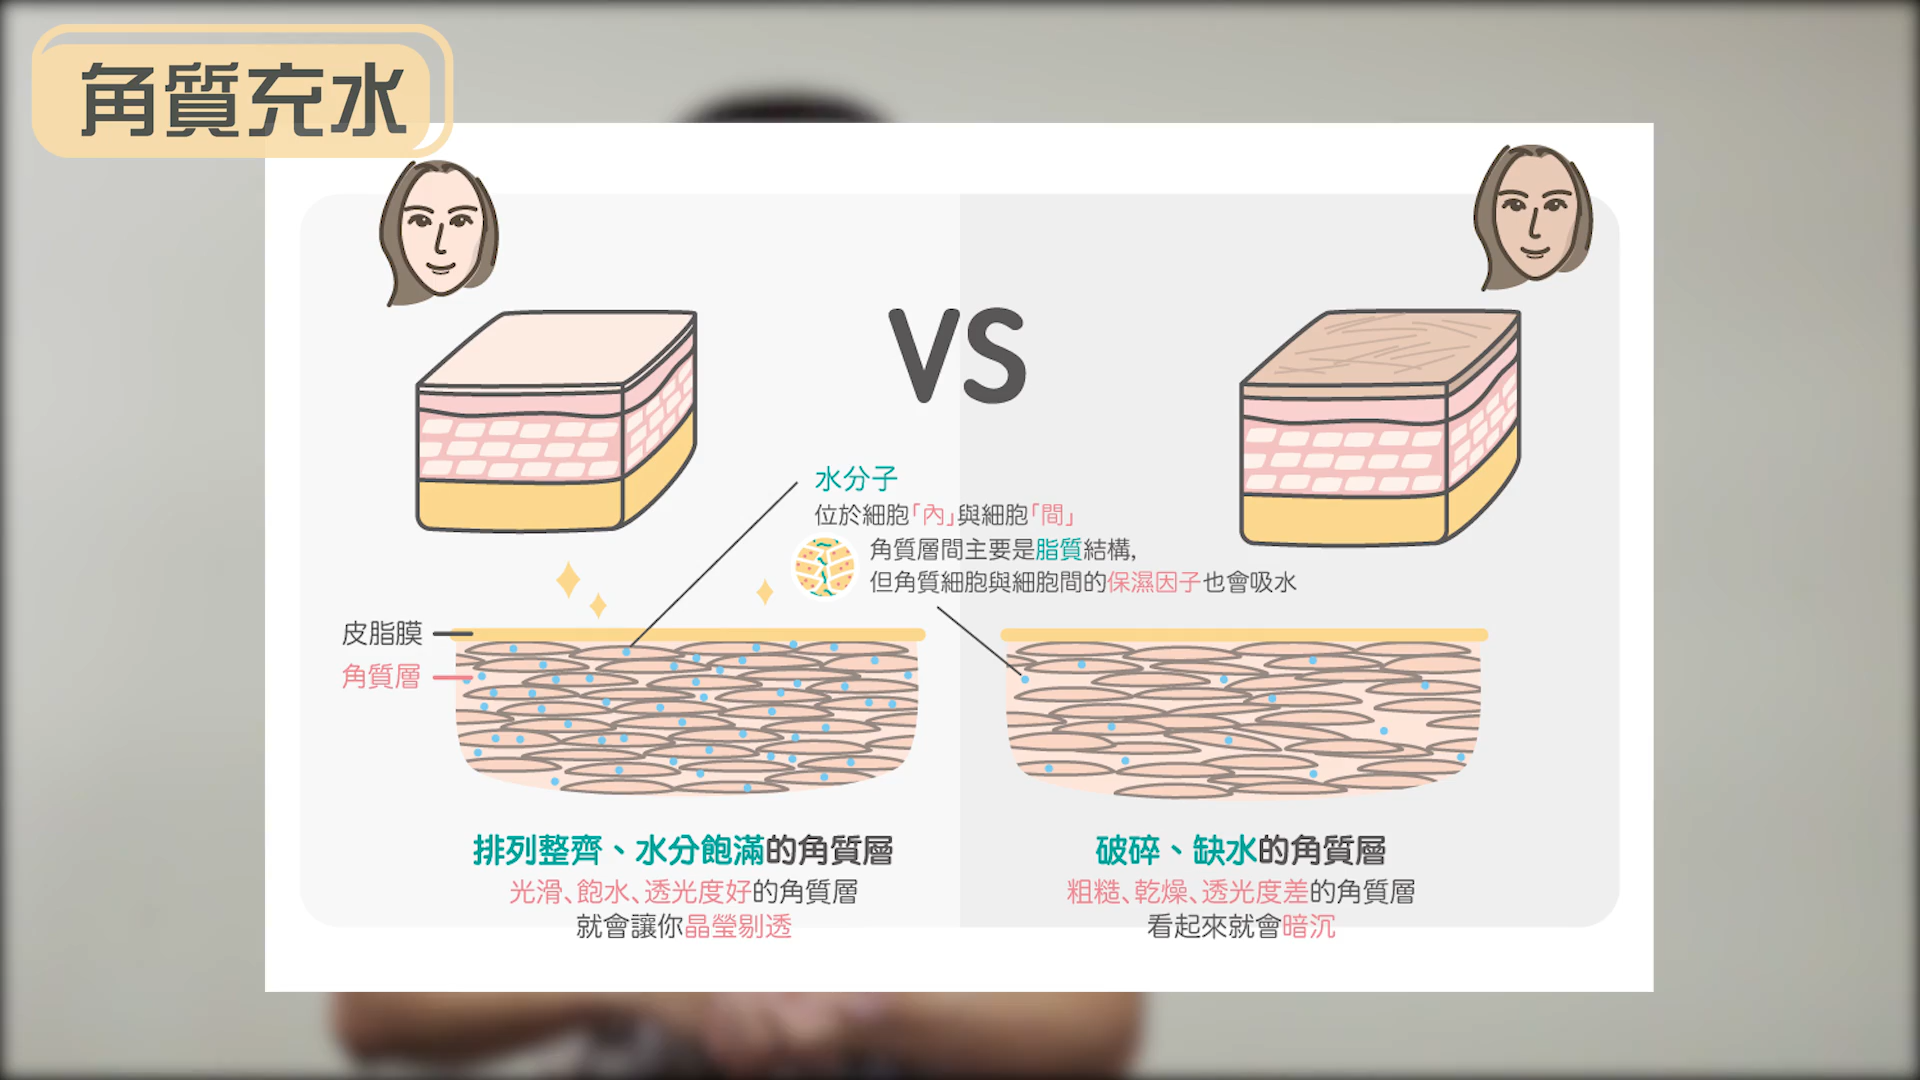 角質充水
VS
水分子
位於細胞「內」與細胞「間」
角質層間主要是脂質結構,
但角質細胞與細胞間的保濕因子也會吸水
皮脂膜
角質層
排列整齊、水分飽滿的角質層
光滑、飽水、透光度好的角質層
就會讓你晶瑩剔透
破碎、缺水的角質層
粗糙、乾燥、透光度差的角質層
看起來就會暗沉